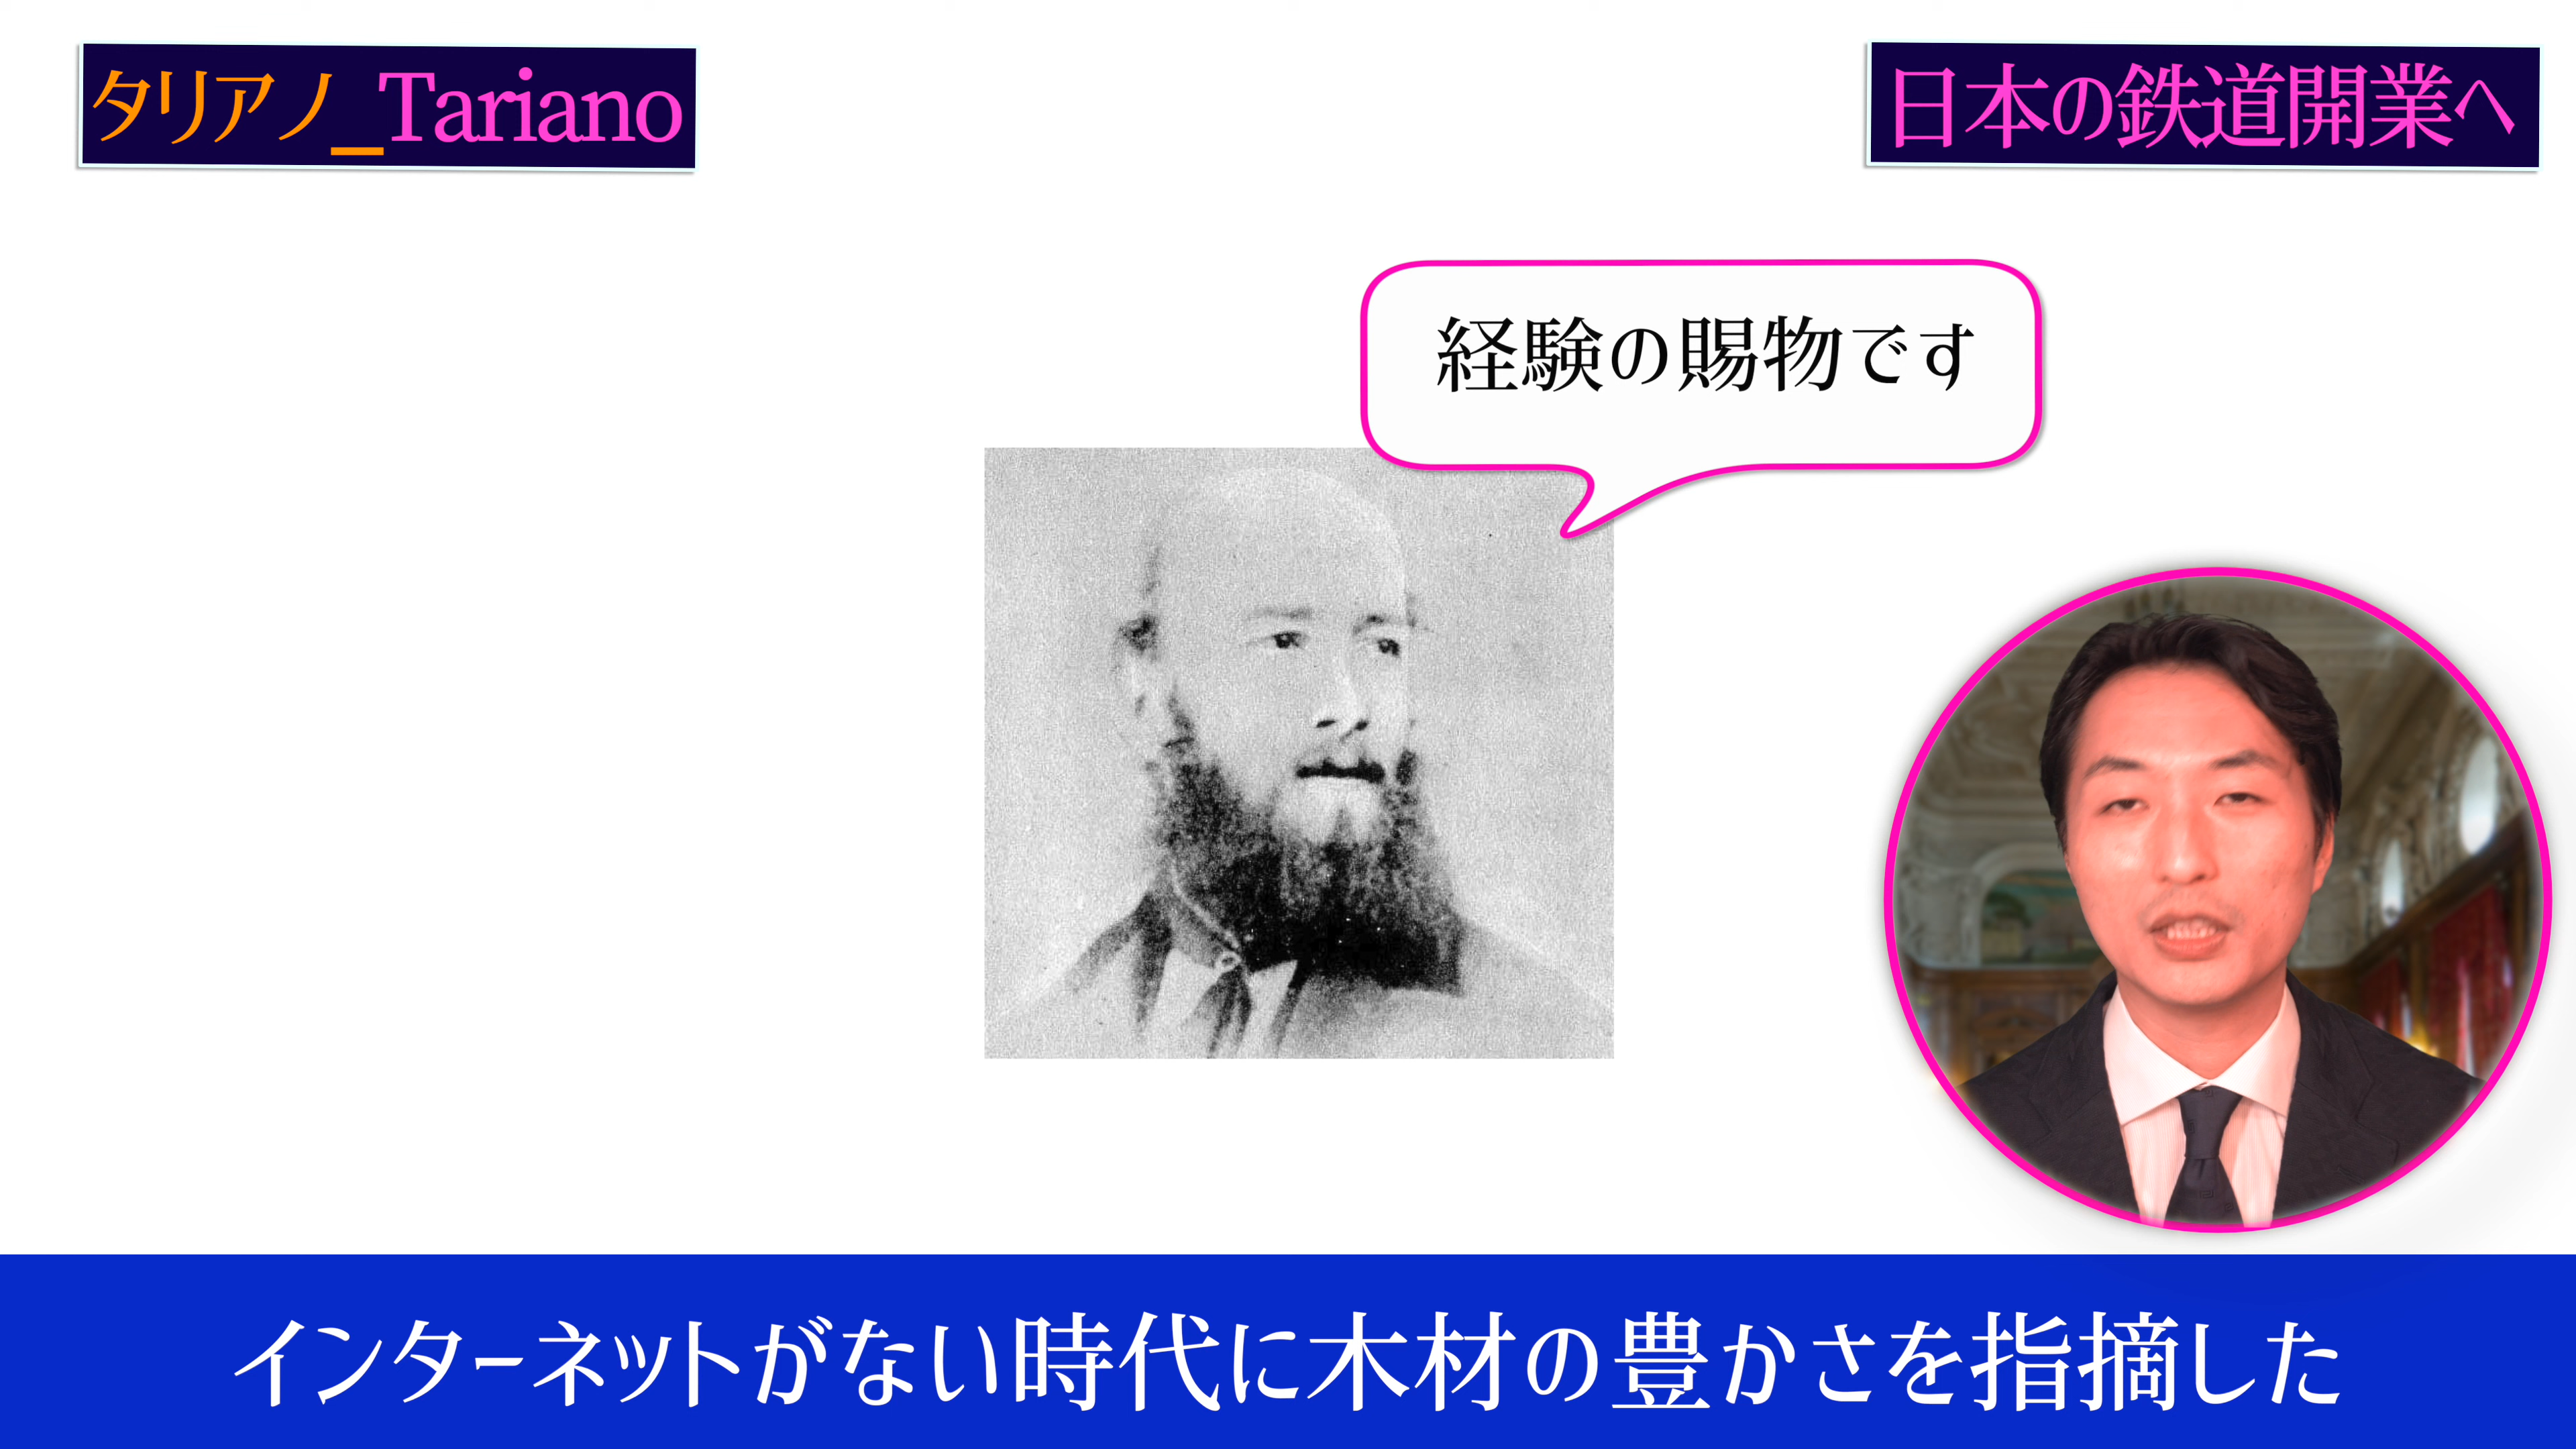 タリアノ_Tariano
日本の鉄道開業へ
経験の賜物です
インターネットがない時代に木材の豊かさを指摘した